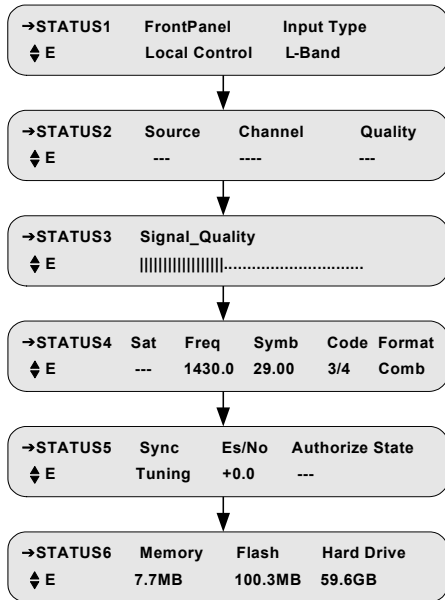 ➔STATUS1 FrontPanel Input Type
E Local Control L-Band
➔STATUS2 Source Channel Quality
E --- ---- ---
➔STATUS3 Signal_Quality
E ||||||||||||||||||..............................
➔STATUS4 Sat Freq Symb Code Format
E --- 1430.0 29.00 3/4 Comb
➔STATUS5 Sync Es/No Authorize State
E Tuning +0.0 ---
➔STATUS6 Memory Flash Hard Drive
E 7.7MB 100.3MB 59.6GB